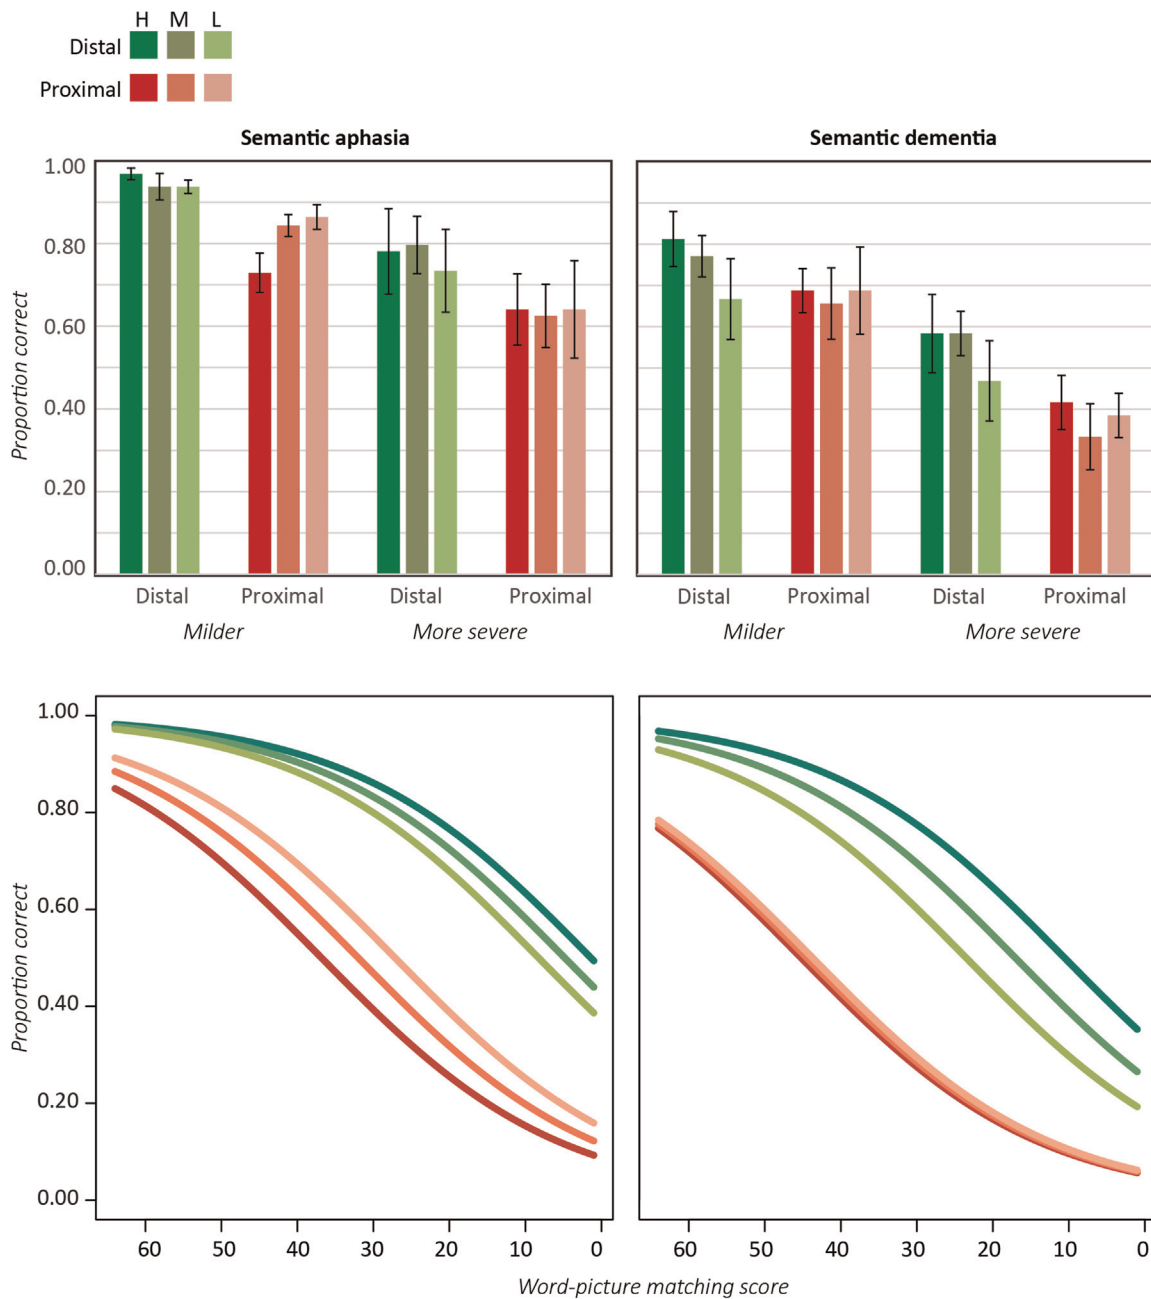 H M L
Distal
Proximal
Semantic aphasia
Semantic dementia
1.00
0.80
0.60
0.40
0.20
0.00
Proportion correct
Distal Proximal Distal Proximal
Milder More severe
Distal Proximal Distal Proximal
Milder More severe
1.00
0.80
0.60
0.40
0.20
0.00
Proportion correct
60 50 40 30 20 10 0
60 50 40 30 20 10 0
Word-picture matching score